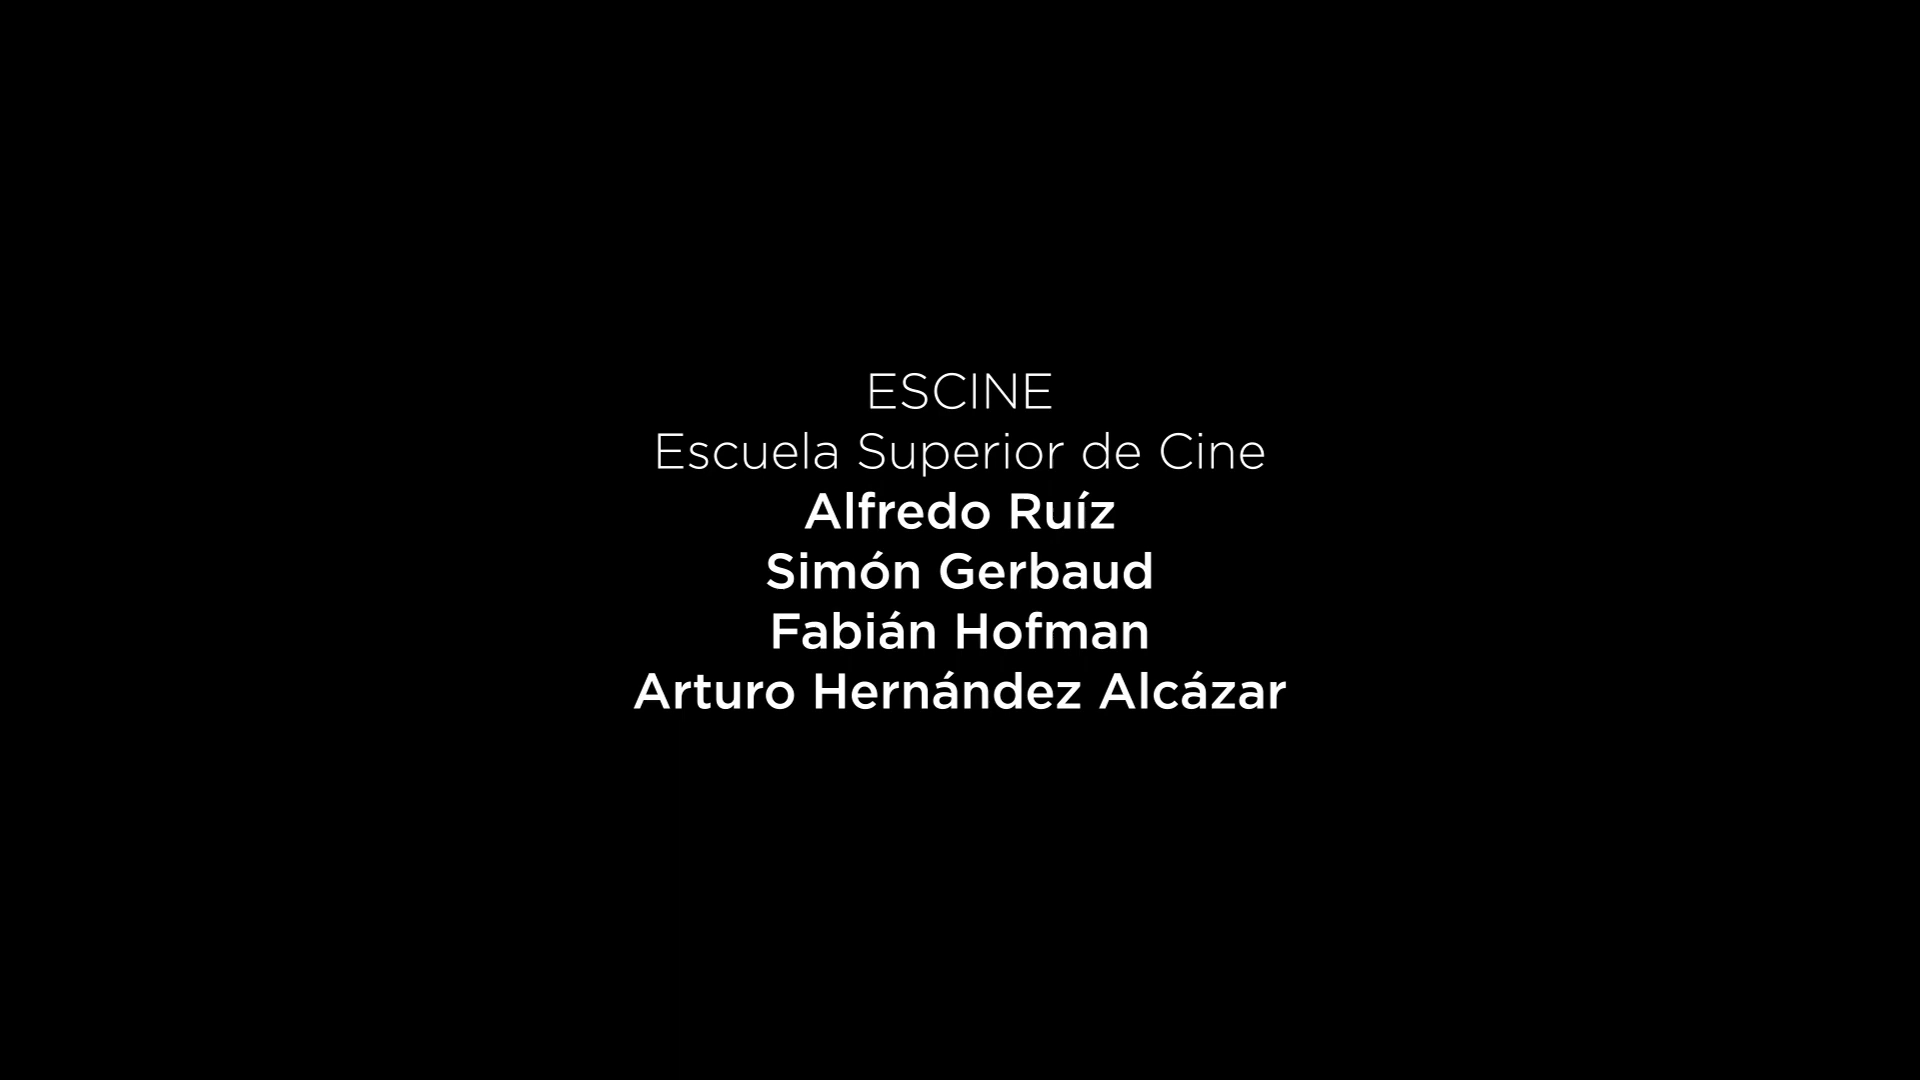 ESCINE
Escuela Superior de Cine
Alfredo Ruíz
Simón Gerbaud
Fabián Hofman
Arturo Hernández Alcázar